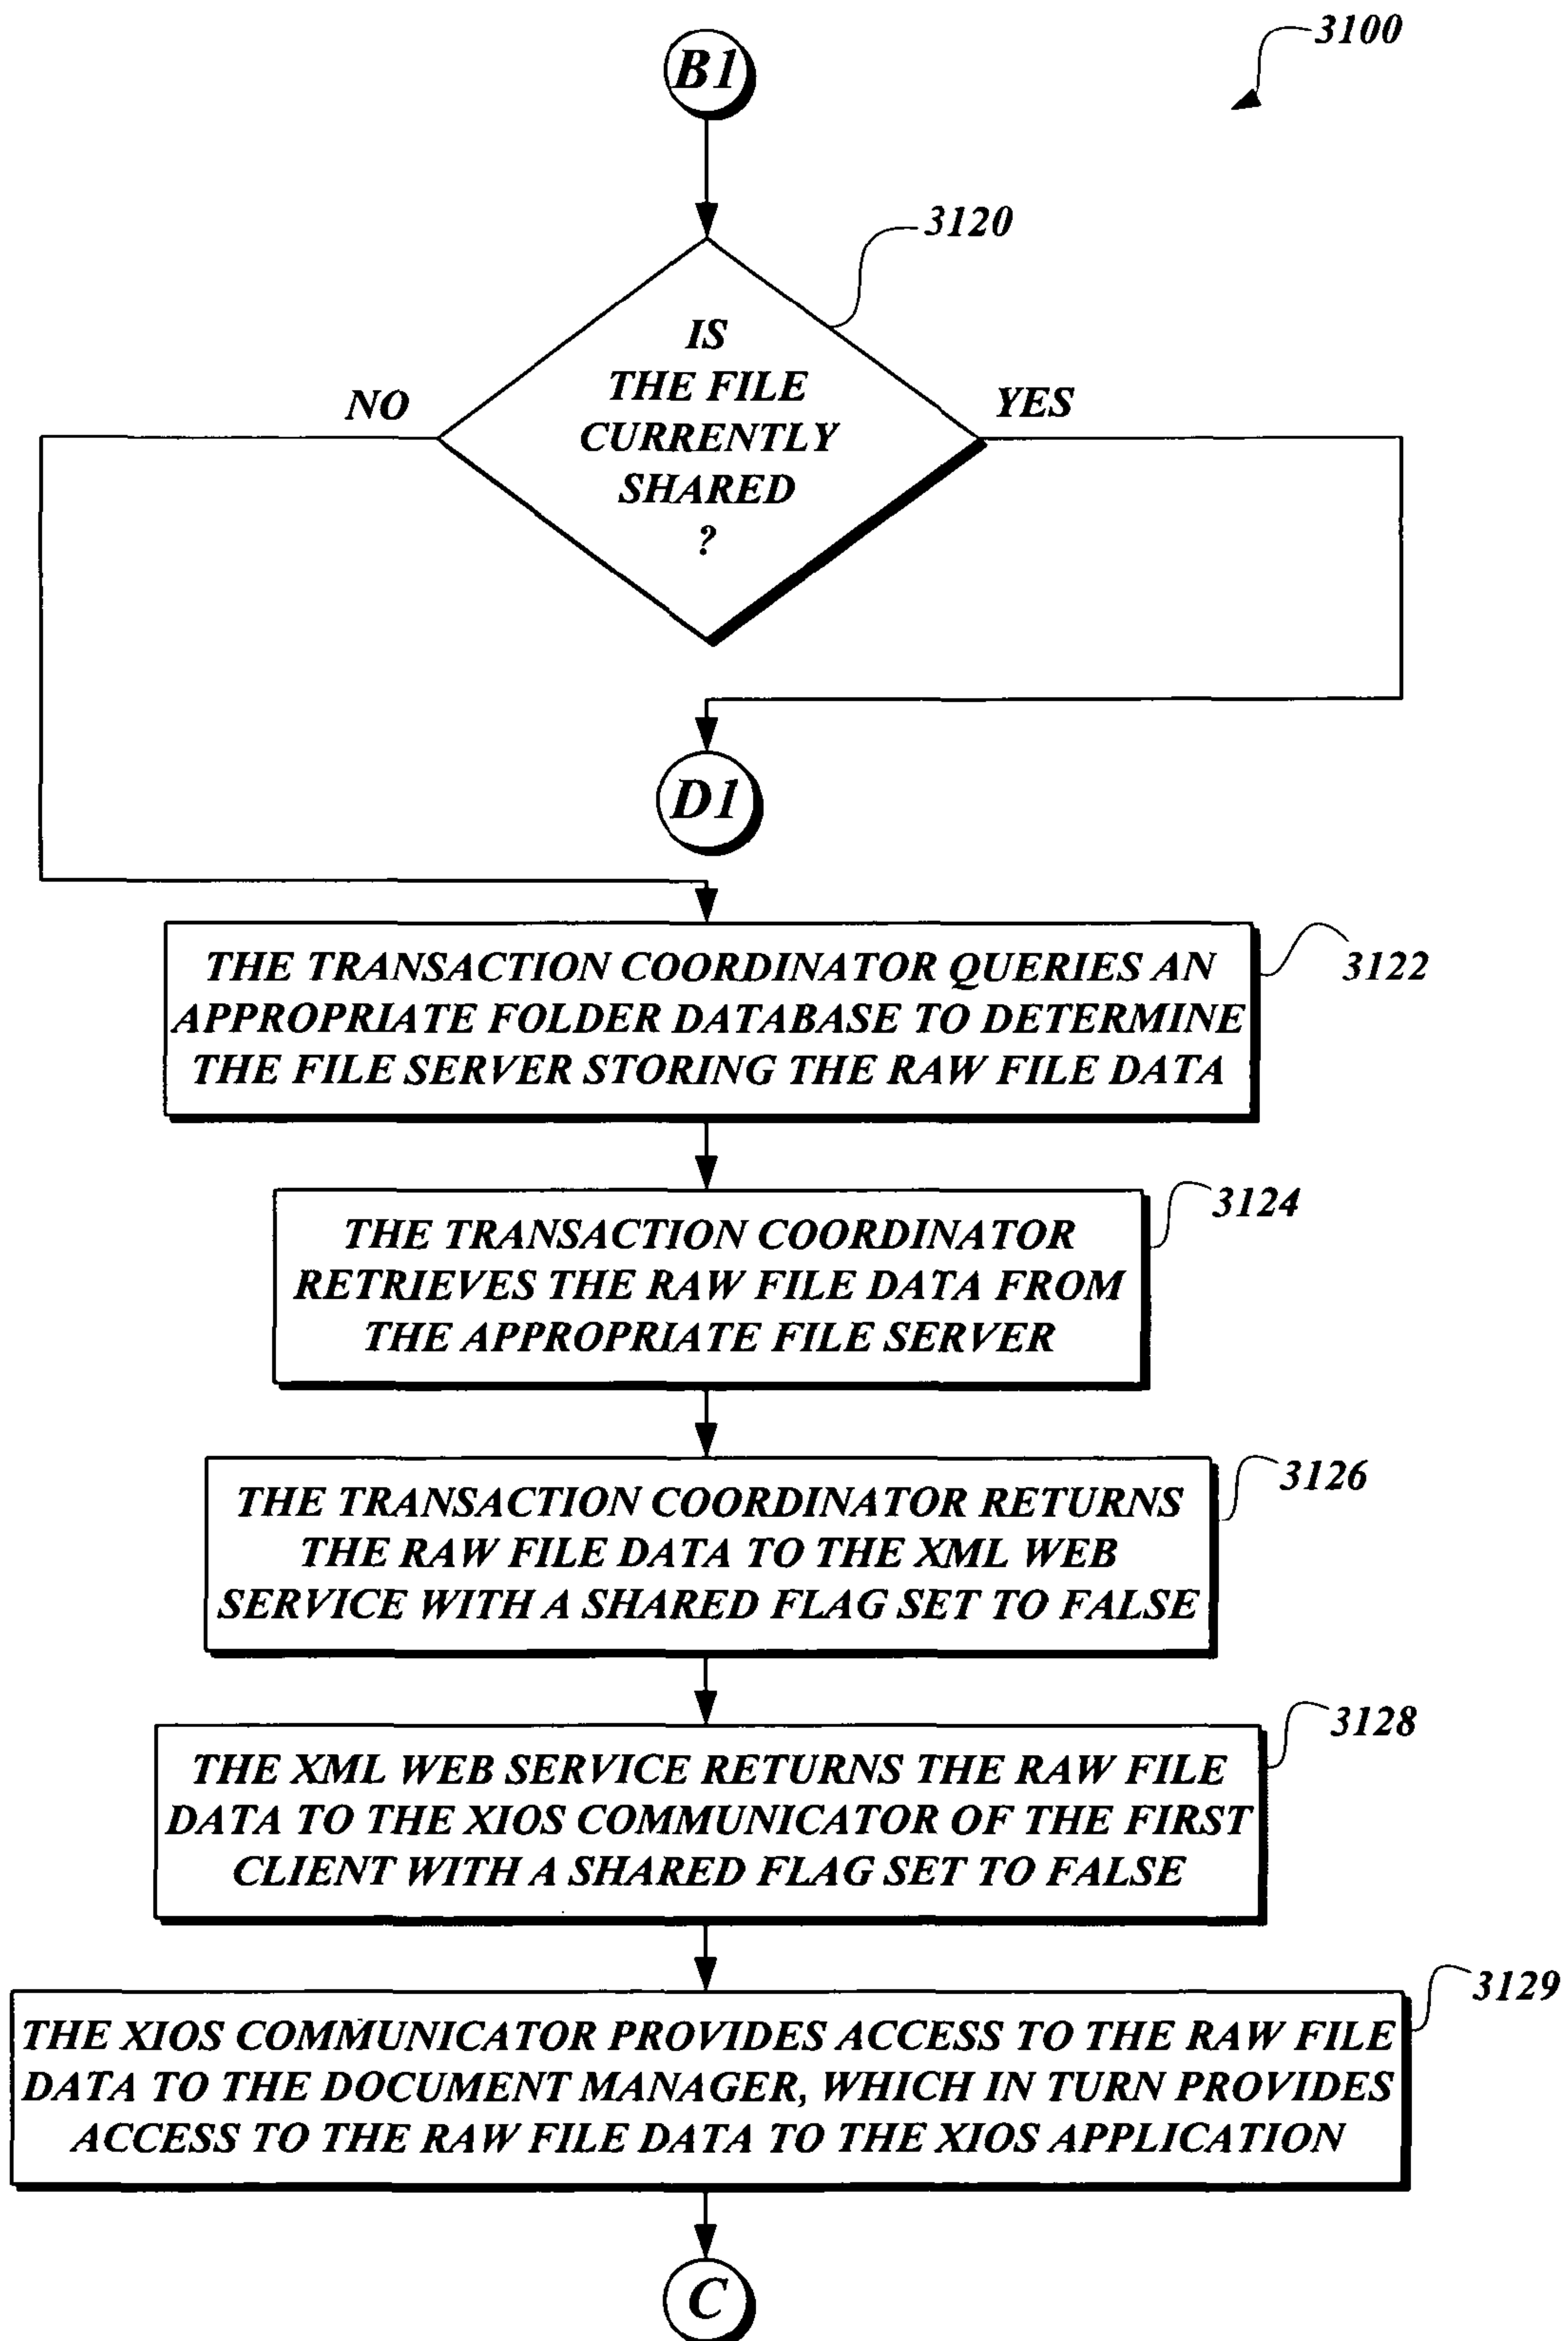 3100
B1
3120
IS
THE FILE
CURRENTLY
SHARED
?
NO
YES
D1
3122
THE TRANSACTION COORDINATOR QUERIES AN
APPROPRIATE FOLDER DATABASE TO DETERMINE
THE FILE SERVER STORING THE RAW FILE DATA
3124
THE TRANSACTION COORDINATOR
RETRIEVES THE RAW FILE DATA FROM
THE APPROPRIATE FILE SERVER
3126
THE TRANSACTION COORDINATOR RETURNS
THE RAW FILE DATA TO THE XML WEB
SERVICE WITH A SHARED FLAG SET TO FALSE
3128
THE XML WEB SERVICE RETURNS THE RAW FILE
DATA TO THE XIOS COMMUNICATOR OF THE FIRST
CLIENT WITH A SHARED FLAG SET TO FALSE
3129
THE XIOS COMMUNICATOR PROVIDES ACCESS TO THE RAW FILE
DATA TO THE DOCUMENT MANAGER, WHICH IN TURN PROVIDES
ACCESS TO THE RAW FILE DATA TO THE XIOS APPLICATION
C